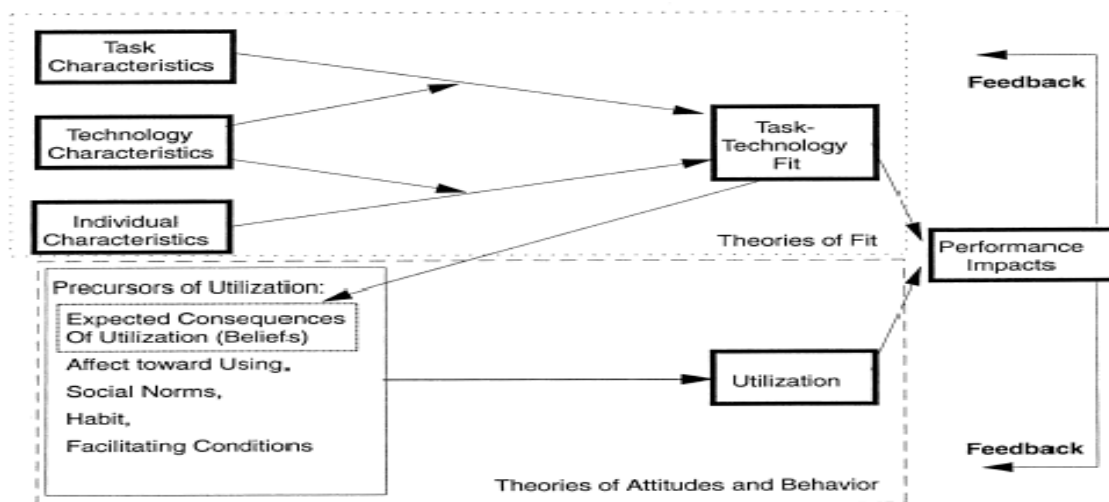 Task
Characteristics
Feedback
Task-
Technology
Fit
Technology
Characteristics
Individual
Characteristics
Theories of Fit
Performance
Impacts
Precursors of Utilization:
Expected Consequences
Of Utilization (Beliefs)
Affect toward Using,
Social Norms,
Habit,
Facilitating Conditions
Utilization
Feedback
Theories of Attitudes and Behavior